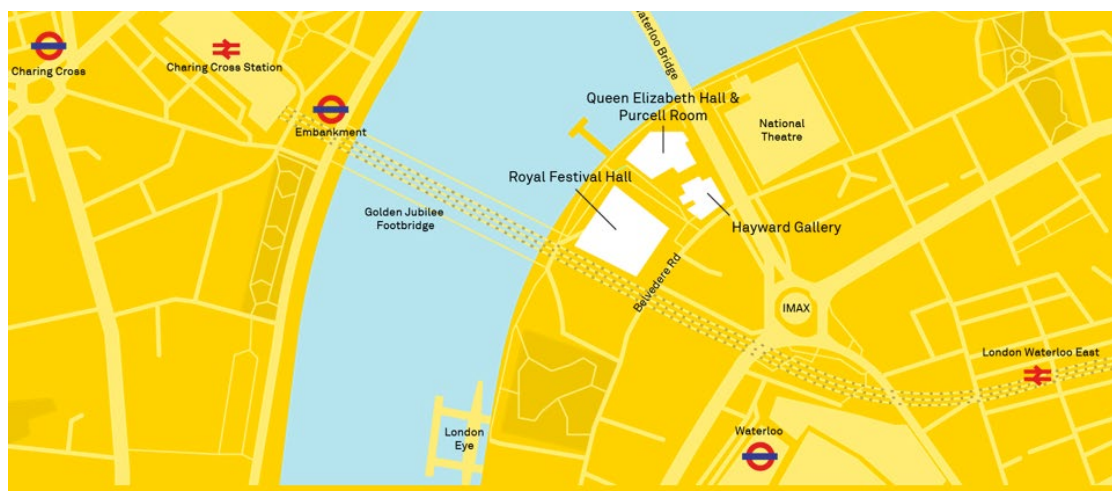 Charing Cross
Charing Cross Station
Embankment
Waterloo Bridge
Queen Elizabeth Hall &
Purcell Room
National
Theatre
Royal Festival Hall
Golden Jubilee
Footbridge
Hayward Gallery
Belvedere Rd
IMAX
London Waterloo East
London
Eye
Waterloo